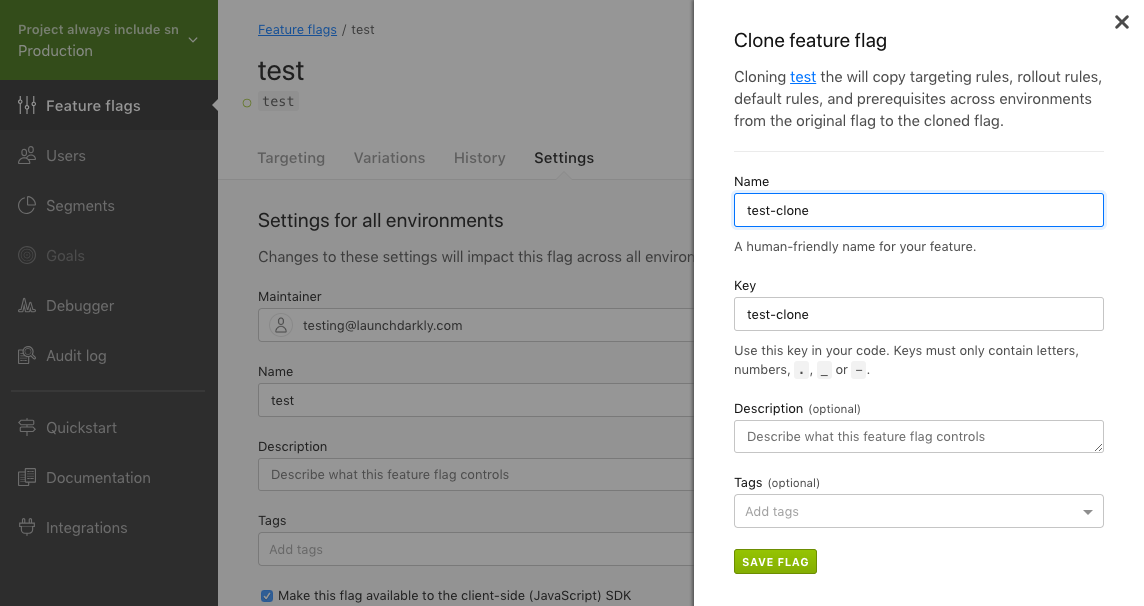 Project always include sn
Production
Feature flags
Users
Segments
Goals
Debugger
Audit log
Quickstart
Documentation
Integrations
Feature flags / test
test
test
Targeting Variations History Settings
Settings for all environments
Changes to these settings will impact this flag across all environ
Maintainer
testing@launchdarkly.com
Name
test
Description
Describe what this feature flag controls
Tags
Add tags
Make this flag available to the client-side (JavaScript) SDK
Clone feature flag
Cloning test the will copy targeting rules, rollout rules,
default rules, and prerequisites across environments
from the original flag to the cloned flag.
Name
test-clone
A human-friendly name for your feature.
Key
test-clone
Use this key in your code. Keys must only contain letters,
numbers, . , _ or - .
Description (optional)
Describe what this feature flag controls
Tags (optional)
Add tags
SAVE FLAG